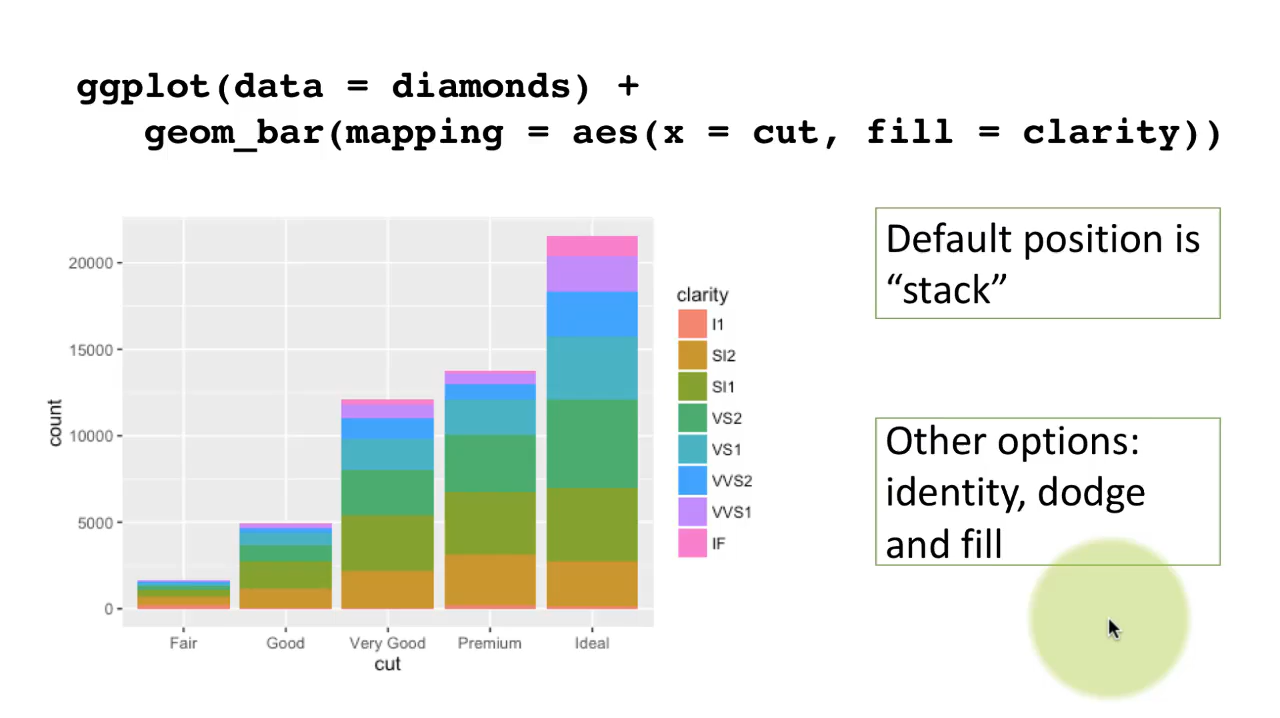 ggplot(data = diamonds) +
geom_bar(mapping = aes(x = cut, fill = clarity))
Default position is
“stack”
Other options:
identity, dodge
and fill
count
20000
15000
10000
5000
0
Fair Good Very Good Premium Ideal
cut
clarity
I1
SI2
SI1
VS2
VS1
VVS2
VVS1
IF